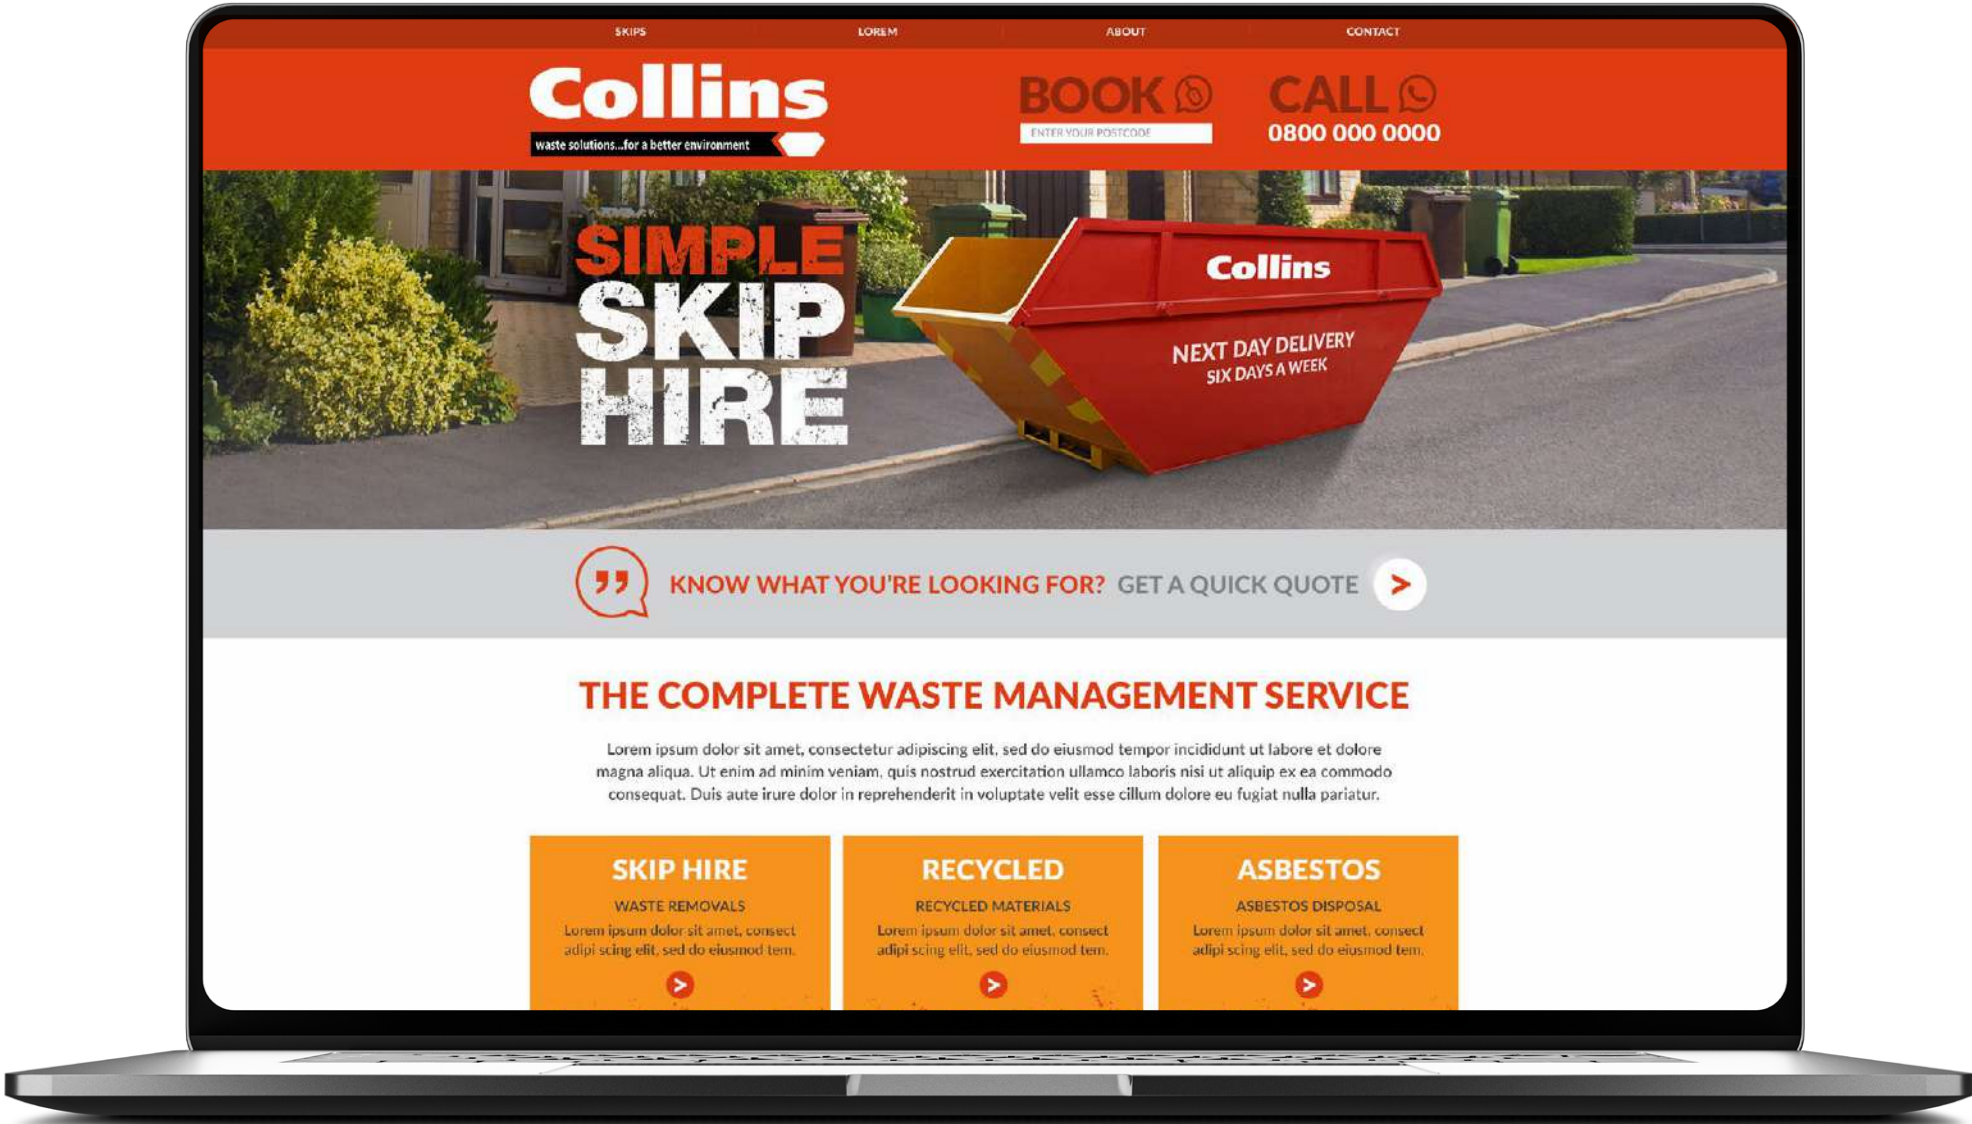 SKIPS
LOREM
ABOUT
CONTACT
Collins
waste solutions...for a better environment
BOOK
ENTER YOUR POSTCODE
CALL
0800 000 0000
SIMPLE
SKIP
HIRE
Collins
NEXT DAY DELIVERY
SIX DAYS A WEEK
KNOW WHAT YOU'RE LOOKING FOR? GET A QUICK QUOTE
THE COMPLETE WASTE MANAGEMENT SERVICE
Lorem ipsum dolor sit amet, consectetur adipiscing elit, sed do eiusmod tempor incididunt ut labore et dolore
magna aliqua. Ut enim ad minim veniam, quis nostrud exercitation ullamco laboris nisi ut aliquip ex ea commodo
consequat. Duis aute irure dolor in reprehenderit in voluptate velit esse cillum dolore eu fugiat nulla pariatur.
SKIP HIRE
WASTE REMOVALS
Lorem ipsum dolor sit amet, consect
adipi scing elit, sed do eiusmod tem.
RECYCLED
RECYCLED MATERIALS
Lorem ipsum dolor sit amet, consect
adipi scing elit, sed do eiusmod tem.
ASBESTOS
ASBESTOS DISPOSAL
Lorem ipsum dolor sit amet, consect
adipi scing elit, sed do eiusmod tem.